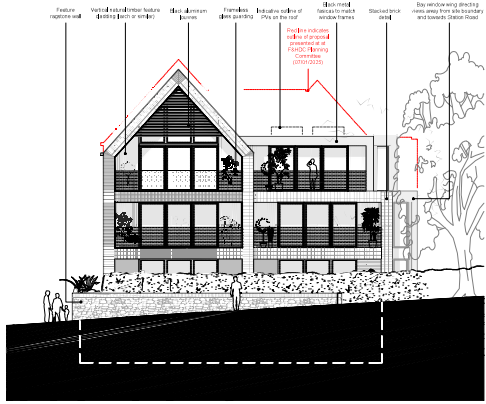 Feature
ragstone wall
Vertical natural timber feature
cladding (larch or similar)
Black aluminium
louvres
Frameless
glass guarding
Indicative outline of
PVs on the roof
Red line indicates
outline of proposal
presented at at
F&HDC Planning
Committee
(07/01/2025)
Black metal
fascias to match
window frames
Stacked brick
detail
Bay window wing directing
views away from site boundary
and towards Station Road